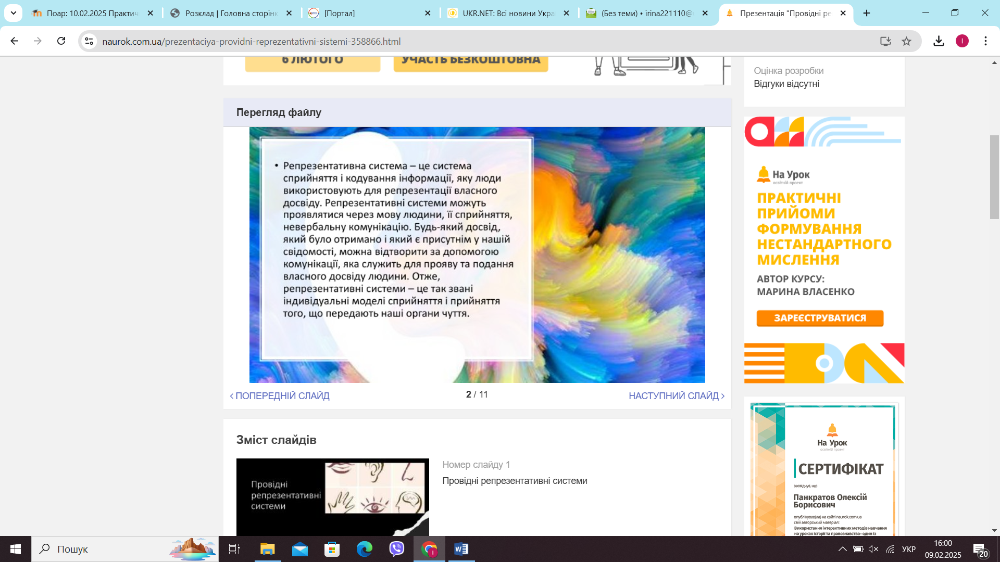 Поар: 10.02.2025 Практич
Розклад | Головна сторінк
[Портал]
UKR.NET: Всі новини Укра
(Без теми) • irina221110@
Презентація "Провідні ре
naurok.com.ua/prezentaciya-providni-reprezentativni-sistemi-358866.html
I
6 ЛЮТОГО
УЧАСТЬ БЕЗКОШТОВНА
Оцінка розробки
Відгуки відсутні
Перегляд файлу
• Репрезентативна система – це система
сприйняття і кодування інформації, яку люди
використовують для репрезентації власного
досвіду. Репрезентативні системи можуть
проявлятися через мову людини, її сприйняття,
невербальну комунікацію. Будь-який досвід,
який було отримано і який є присутнім у нашій
свідомості, можна відтворити за допомогою
комунікації, яка служить для прояву та подання
власного досвіду людини. Отже,
репрезентативні системи – це так звані
індивідуальні моделі сприйняття і прийняття
того, що передають наші органи чуття.
ПОПЕРЕДНІЙ СЛАЙД
2 / 11
НАСТУПНИЙ СЛАЙД
На Урок
освітній проект
ПРАКТИЧНІ
ПРИЙОМИ
ФОРМУВАННЯ
НЕСТАНДАРТНОГО
МИСЛЕННЯ
АВТОР КУРСУ:
МАРИНА ВЛАСЕНКО
ЗАРЕЄСТРУВАТИСЯ
Зміст слайдів
Провідні
репрезентативні
системи
Номер слайду 1
Провідні репрезентативні системи
На Урок
освітній проект
СЕРТИФІКАТ
засвідчує, що
Панкратов Олексій
Борисович
опублікував(ла) на сайті naurok.com.ua
свій авторський матеріал:
Використання інтерактивних методів навчання
на уроках історії та правознавства– один із
Пошук
УКР
16:00
09.02.2025
20